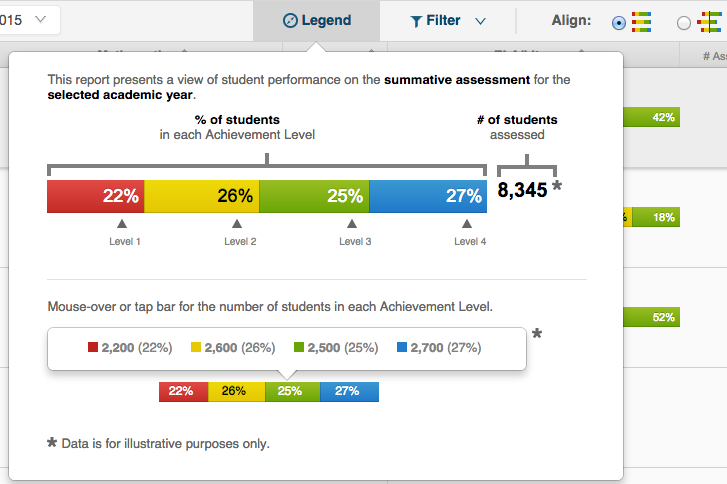 015
Legend
Filter
Align:
# As
This report presents a view of student performance on the summative assessment for the
selected academic year.
% of students
in each Achievement Level
# of students
assessed
22% 26% 25% 27% 8,345 *
Level 1 Level 2 Level 3 Level 4
42%
18%
52%
Mouse-over or tap bar for the number of students in each Achievement Level.
2,200 (22%) 2,600 (26%) 2,500 (25%) 2,700 (27%) *
22% 26% 25% 27%
* Data is for illustrative purposes only.